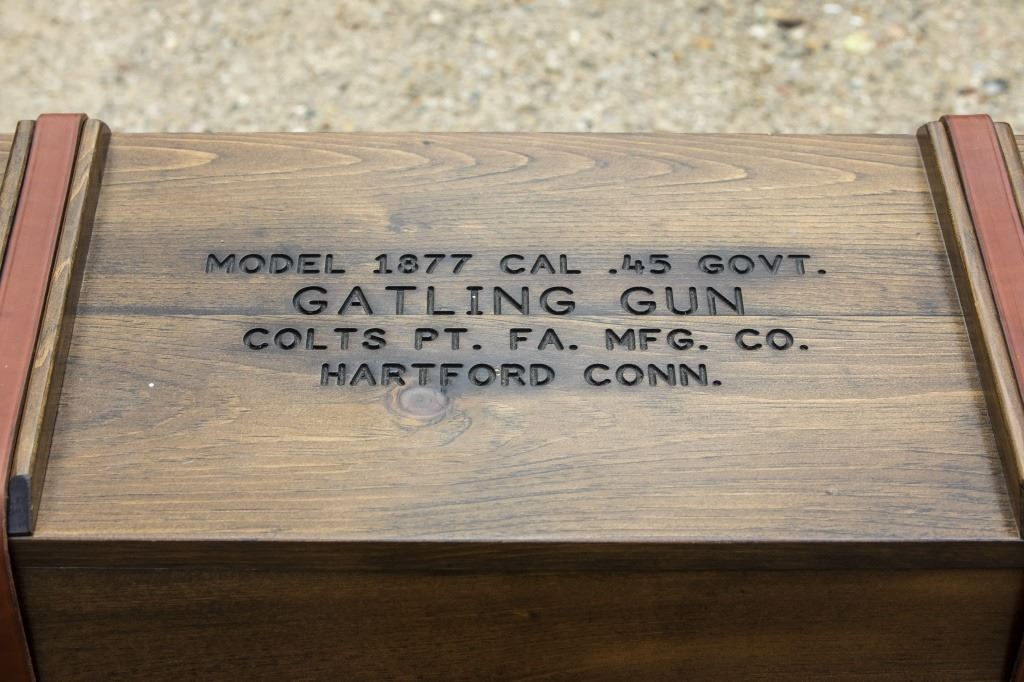 MODEL 1877 CAL .45 GOVT.
GATLING GUN
COLTS PT. FA. MFG. CO.
HARTFORD CONN.